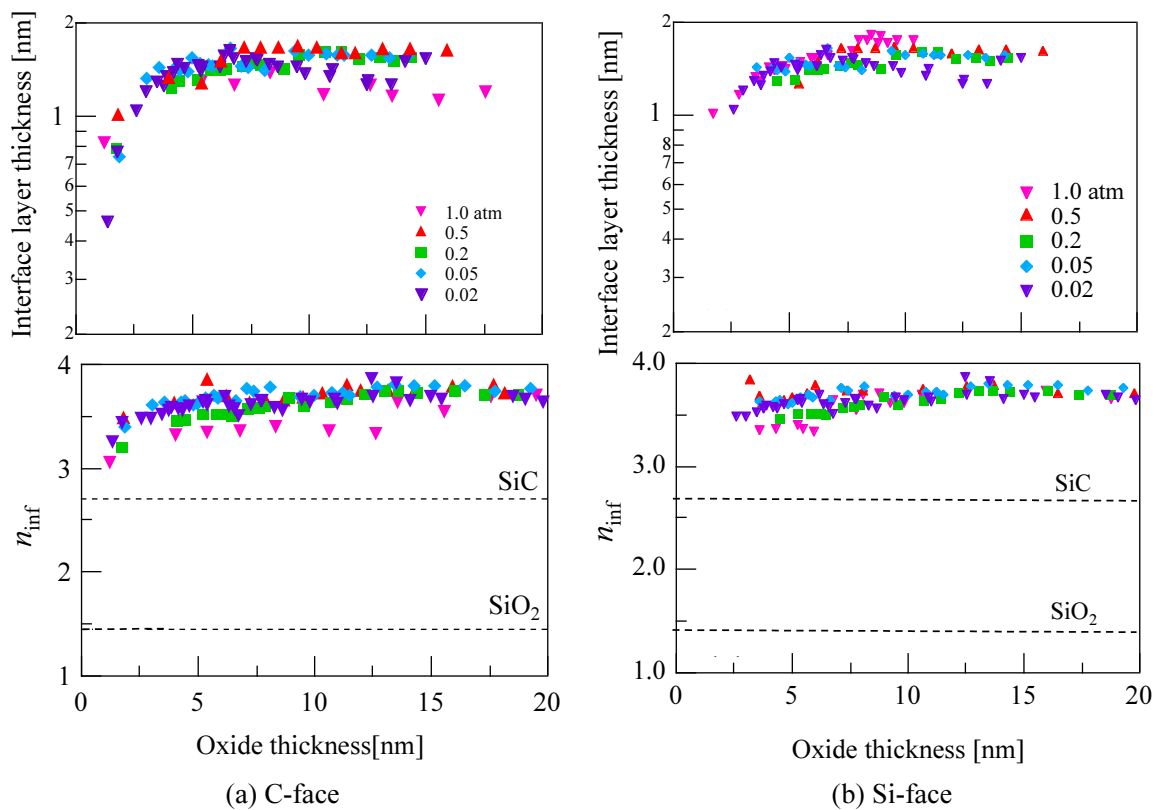 Interface layer thickness [nm]
2
1
9
8
7
6
5
4
3
2
1.0 atm
0.5
0.2
0.05
0.02
n_inf
4
3
2
1
SiC
SiO₂
0 5 10 15 20
Oxide thickness[nm]
(a) C-face
Interface layer thickness [nm]
2
1
9
8
7
6
5
4
3
2
1.0 atm
0.5
0.2
0.05
0.02
n_inf
4.0
3.0
2.0
1.0
SiC
SiO₂
0 5 10 15 20
Oxide thickness [nm]
(b) Si-face